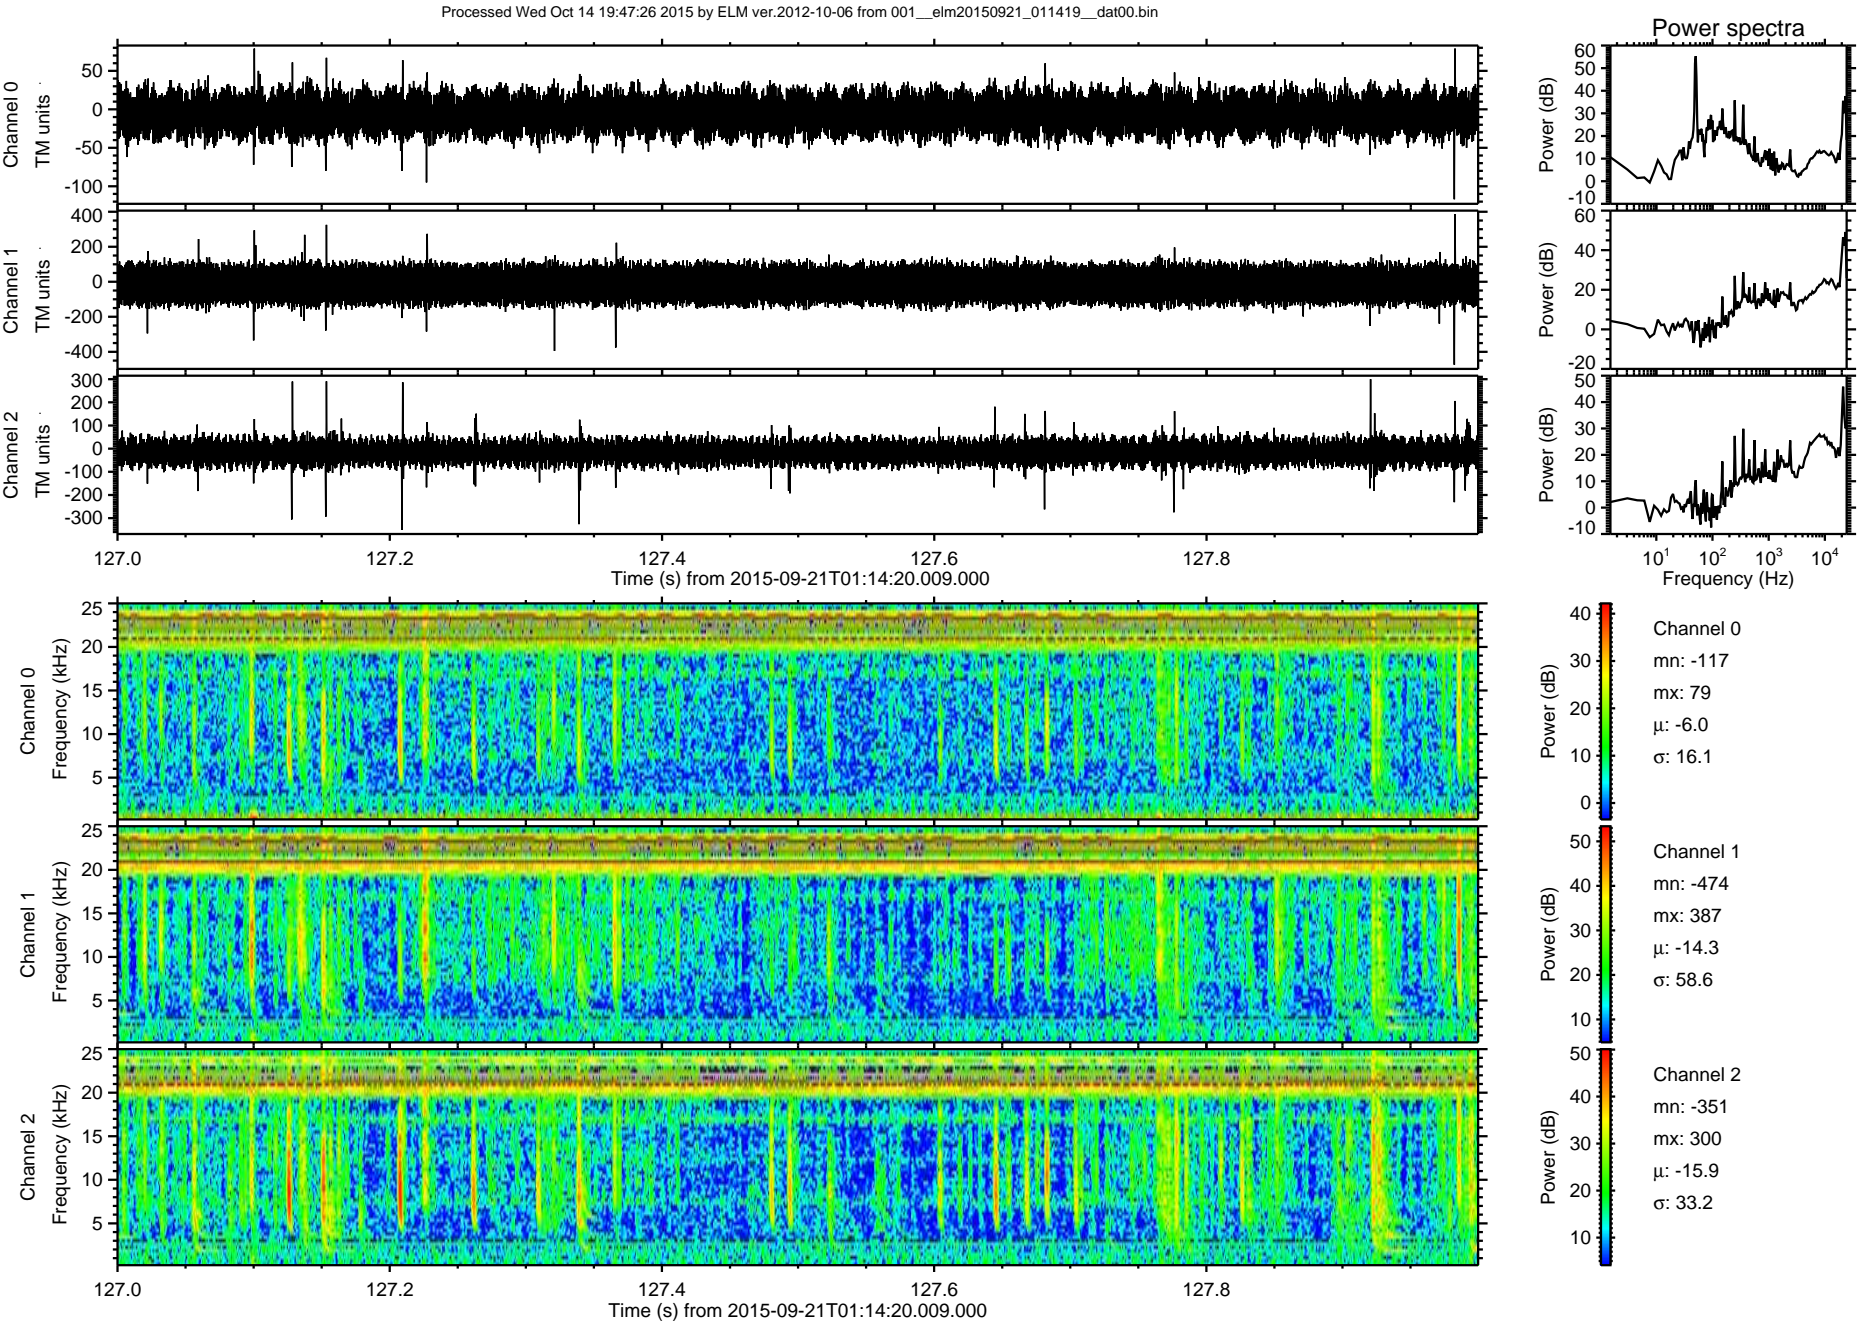 Processed Wed Oct 14 19:47:26 2015 by ELM ver.2012-10-06 from 001__elm20150921_011419__dat00.bin
Power spectra
Channel 0
TM units
50
0
-50
-100
Power (dB)
60
50
40
30
20
10
0
-10
Channel 1
TM units
400
200
0
-200
-400
Power (dB)
60
40
20
0
-20
Channel 2
TM units
300
200
100
0
-100
-200
-300
Power (dB)
50
40
30
20
10
0
-10
127.0 127.2 127.4 127.6 127.8
Time (s) from 2015-09-21T01:14:20.009.000
10^1 10^2 10^3 10^4
Frequency (Hz)
Channel 0
Frequency (kHz)
25
20
15
10
5
Power (dB)
40
30
20
10
0
Channel 0
mn: -117
mx: 79
μ: -6.0
σ: 16.1
Channel 1
Frequency (kHz)
25
20
15
10
5
Power (dB)
50
40
30
20
10
Channel 1
mn: -474
mx: 387
μ: -14.3
σ: 58.6
Channel 2
Frequency (kHz)
25
20
15
10
5
Power (dB)
50
40
30
20
10
Channel 2
mn: -351
mx: 300
μ: -15.9
σ: 33.2
127.0 127.2 127.4 127.6 127.8
Time (s) from 2015-09-21T01:14:20.009.000